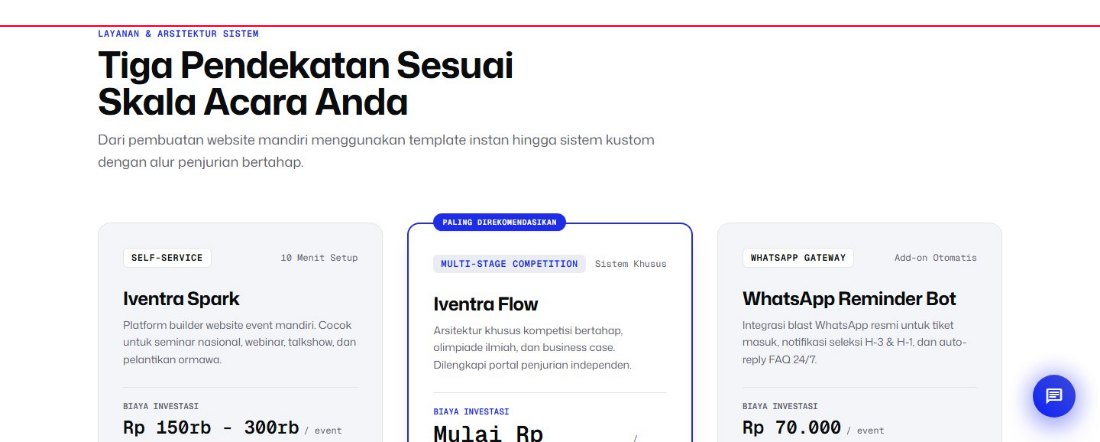 LAYANAN & ARSITEKTUR SISTEM
Tiga Pendekatan Sesuai
Skala Acara Anda
Dari pembuatan website mandiri menggunakan template instan hingga sistem kustom
dengan alur penjurian bertahap.
SELF-SERVICE
10 Menit Setup
Iventra Spark
Platform builder website event mandiri. Cocok
untuk seminar nasional, webinar, talkshow, dan
pelantikan ormawa.
BIAYA INVESTASI
Rp 150rb - 300rb / event
PALING DIREKOMENDASIKAN
MULTI-STAGE COMPETITION
Sistem Khusus
Iventra Flow
Arsitektur khusus kompetisi bertahap,
olimpiade ilmiah, dan business case.
Dilengkapi portal penjurian independen.
BIAYA INVESTASI
Mulai Rp /
WHATSAPP GATEWAY
Add-on Otomatis
WhatsApp Reminder Bot
Integrasi blast WhatsApp resmi untuk tiket
masuk, notifikasi seleksi H-3 & H-1, dan auto-
reply FAQ 24/7.
BIAYA INVESTASI
Rp 70.000 / event